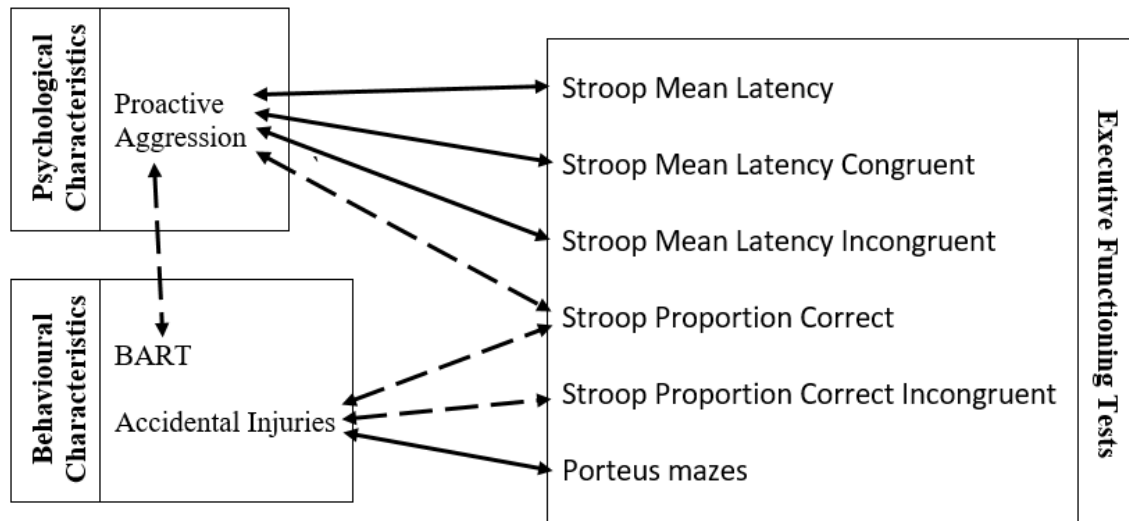 Psychological
Characteristics
Proactive
Aggression
Behavioural
Characteristics
BART
Accidental Injuries
Stroop Mean Latency
Stroop Mean Latency Congruent
Stroop Mean Latency Incongruent
Stroop Proportion Correct
Stroop Proportion Correct Incongruent
Porteus mazes
Executive Functioning Tests